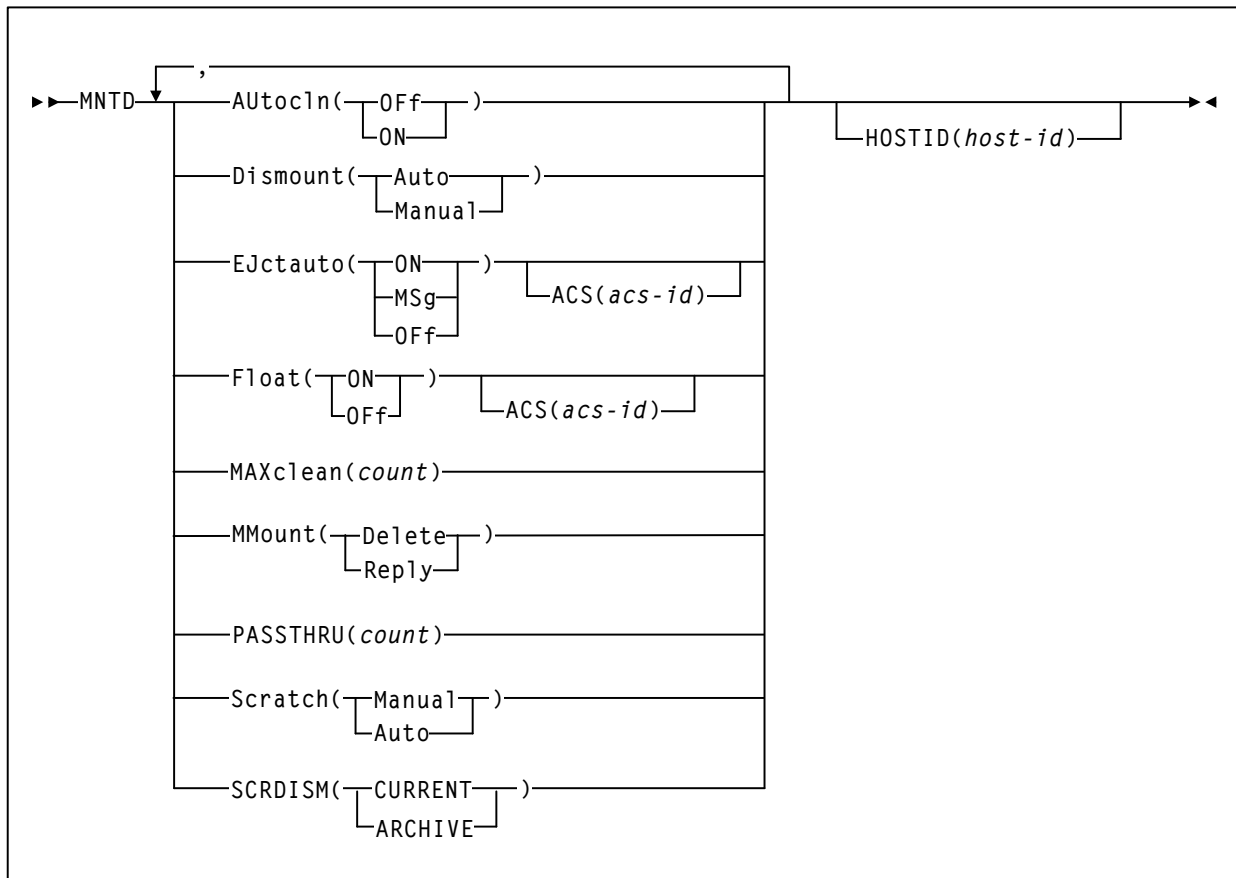 ,
MNTD AUtocln( OFf )
ON
HOSTID(host-id)
Dismount( Auto )
Manual
EJctauto( ON )
MSg
OFf
ACS(acs-id)
Float( ON )
OFf
ACS(acs-id)
MAXclean(count)
MMount( Delete )
Reply
PASSTHRU(count)
Scratch( Manual )
Auto
SCRDISM( CURRENT )
ARCHIVE